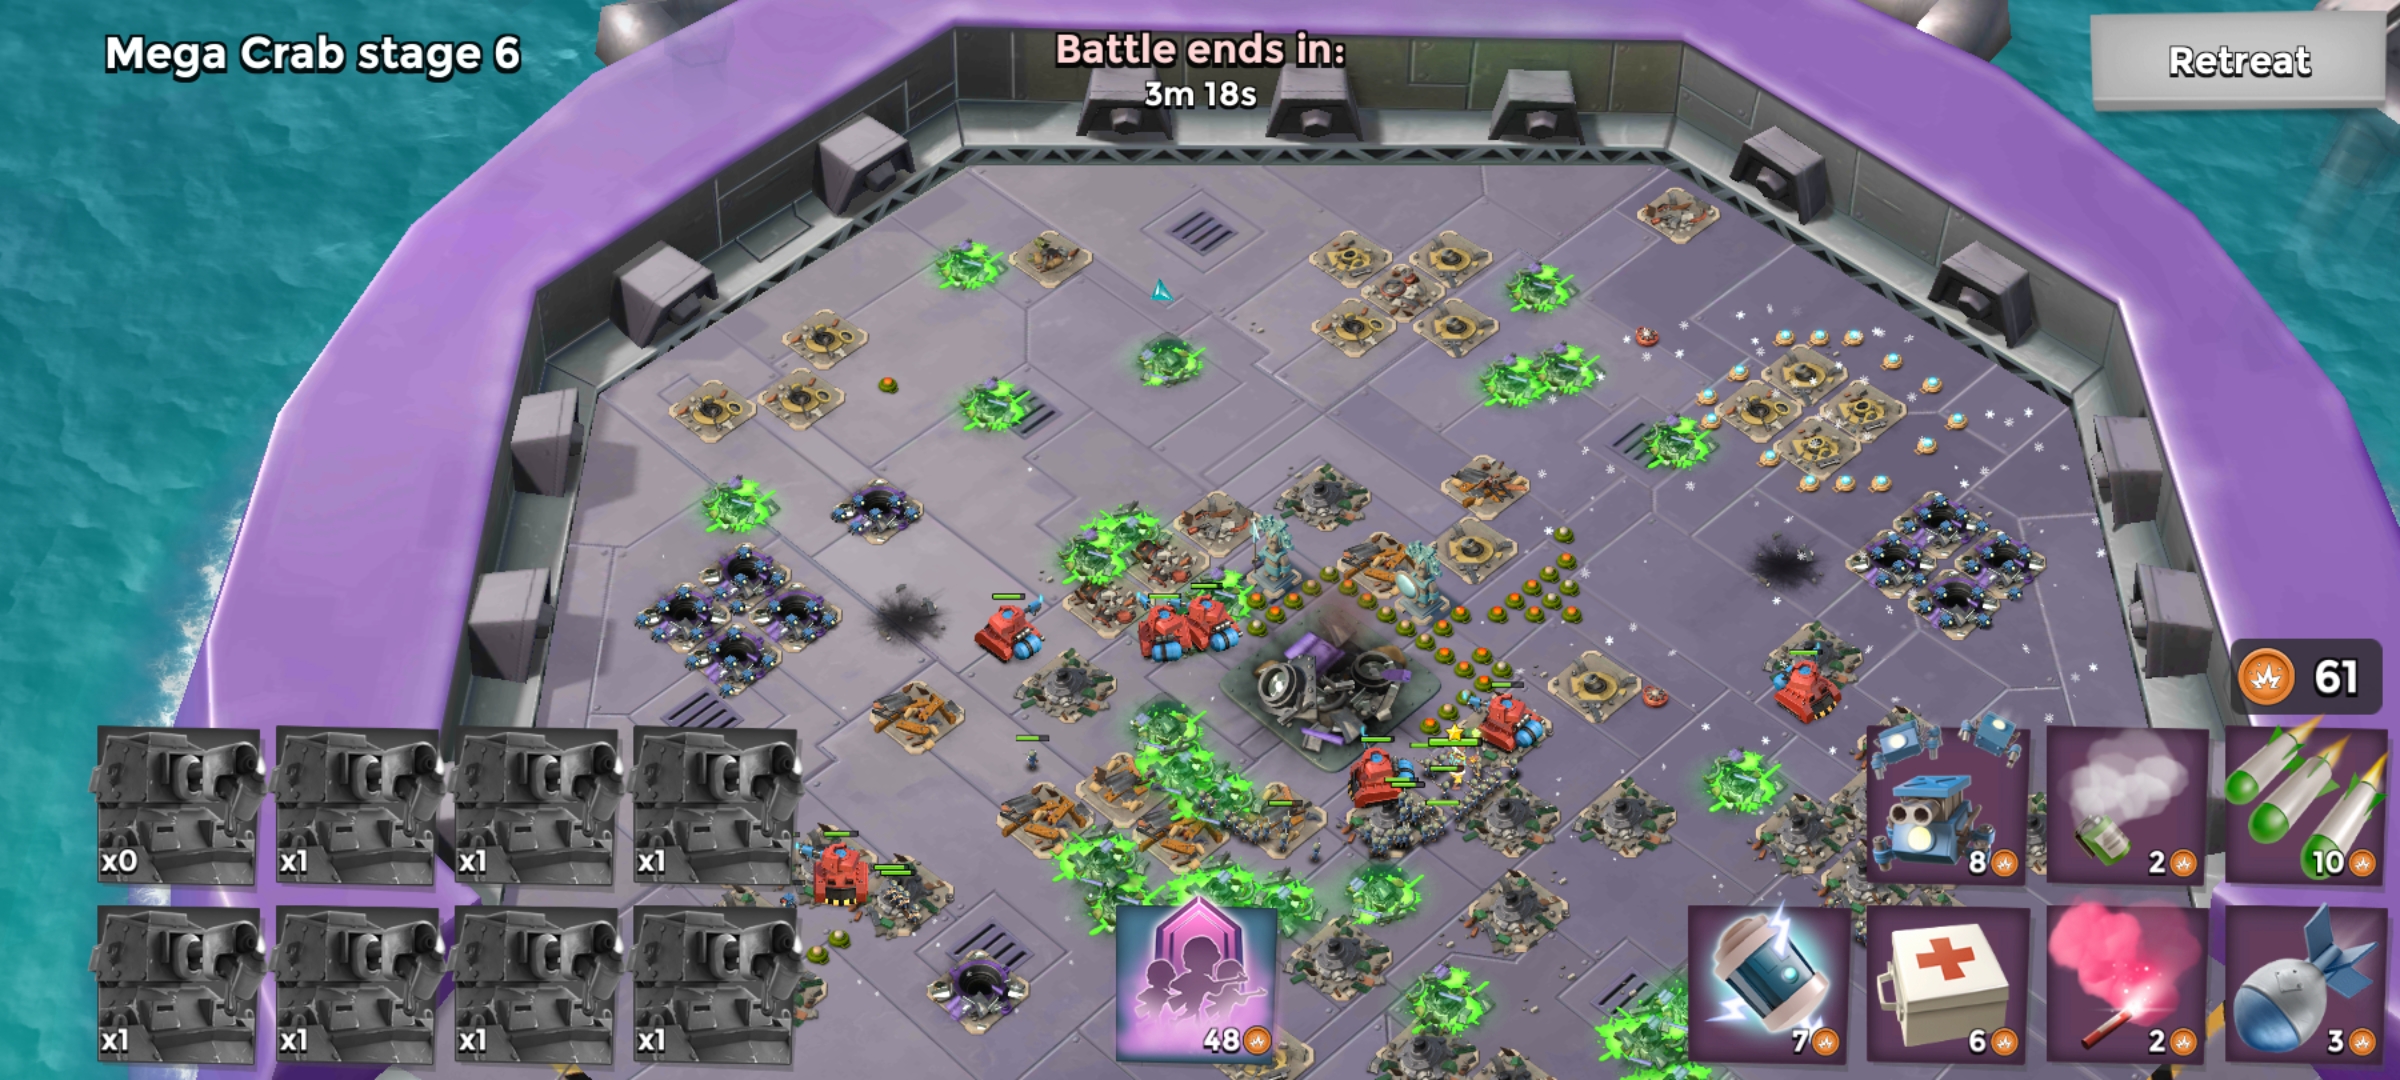 Mega Crab stage 6
Battle ends in:
3m 18s
Retreat
61
x0
x1
x1
x1
8
2
10
x1
x1
x1
x1
48
7
6
2
3